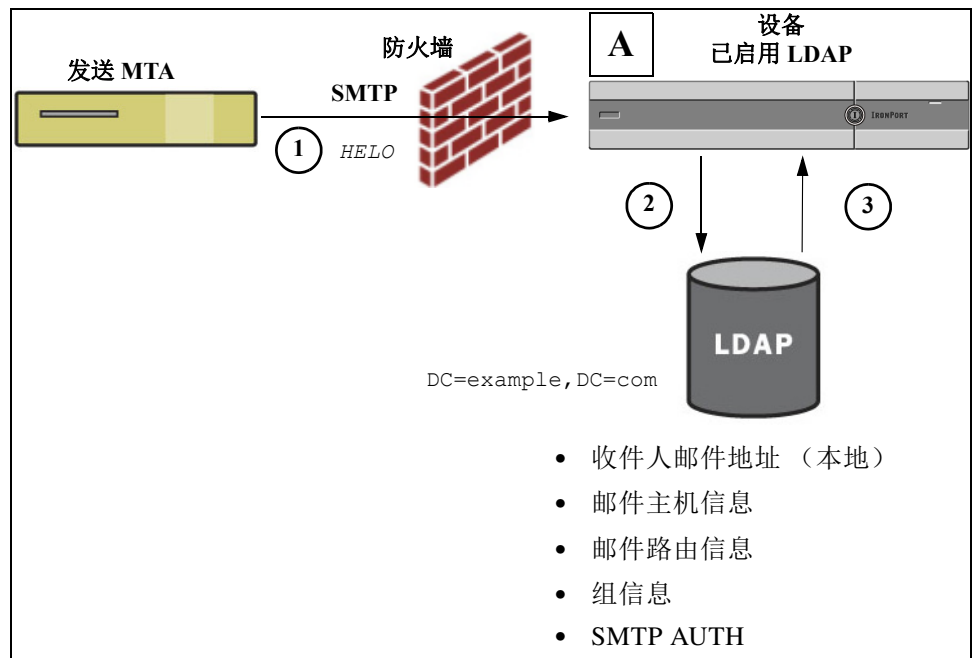 发送 MTA
防火墙
A
设备
已启用 LDAP
SMTP
IRONPORT
1
HELO
2
3
LDAP
DC=example,DC=com
• 收件人邮件地址 （本地）
• 邮件主机信息
• 邮件路由信息
• 组信息
• SMTP AUTH